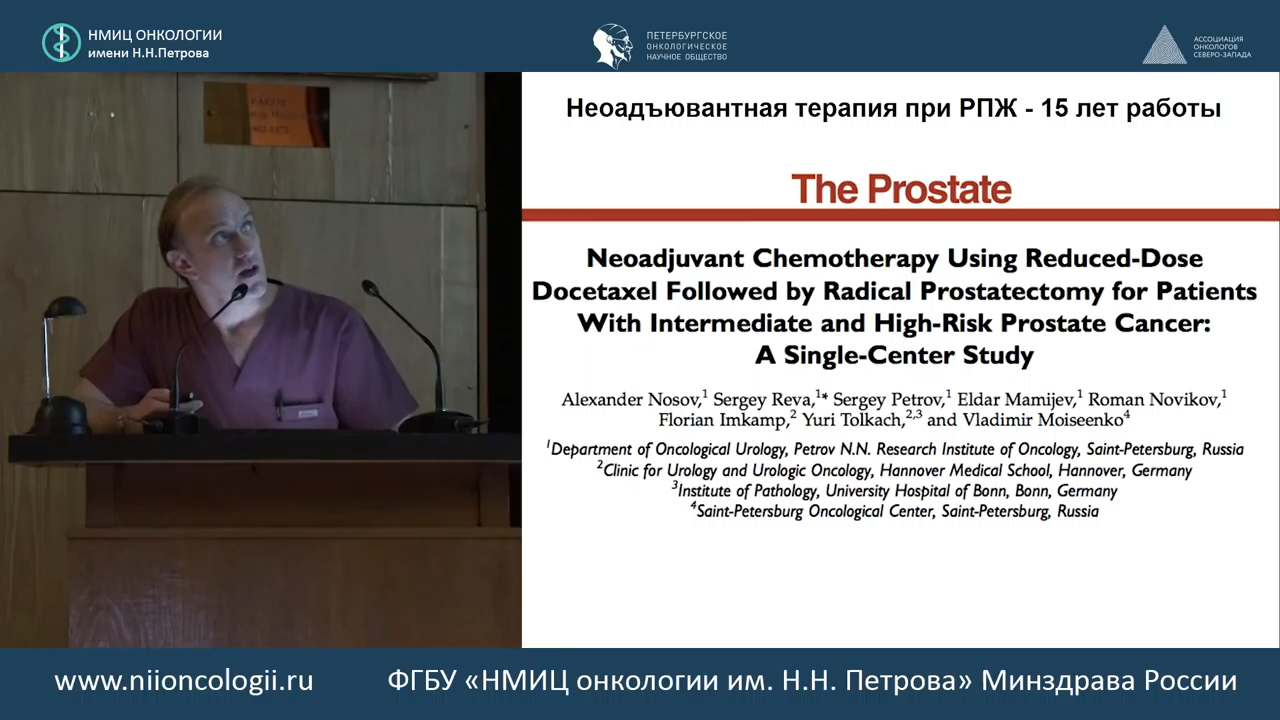 НМИЦ ОНКОЛОГИИ
имени Н.Н.Петрова
ПЕТЕРБУРГСКОЕ
ОНКОЛОГИЧЕСКОЕ
НАУЧНОЕ ОБЩЕСТВО
АССОЦИАЦИЯ
ОНКОЛОГОВ
СЕВЕРО-ЗАПАДА
Неоадъювантная терапия при РПЖ - 15 лет работы
The Prostate
Neoadjuvant Chemotherapy Using Reduced-Dose
Docetaxel Followed by Radical Prostatectomy for Patients
With Intermediate and High-Risk Prostate Cancer:
A Single-Center Study
Alexander Nosov,¹ Sergey Reva,¹* Sergey Petrov,¹ Eldar Mamijev,¹ Roman Novikov,¹
Florian Imkamp,² Yuri Tolkach,²,³ and Vladimir Moiseenko⁴
¹Department of Oncological Urology, Petrov N.N. Research Institute of Oncology, Saint-Petersburg, Russia
²Clinic for Urology and Urologic Oncology, Hannover Medical School, Hannover, Germany
³Institute of Pathology, University Hospital of Bonn, Bonn, Germany
⁴Saint-Petersburg Oncological Center, Saint-Petersburg, Russia
www.niioncologii.ru
ФГБУ «НМИЦ онкологии им. Н.Н. Петрова» Минздрава России